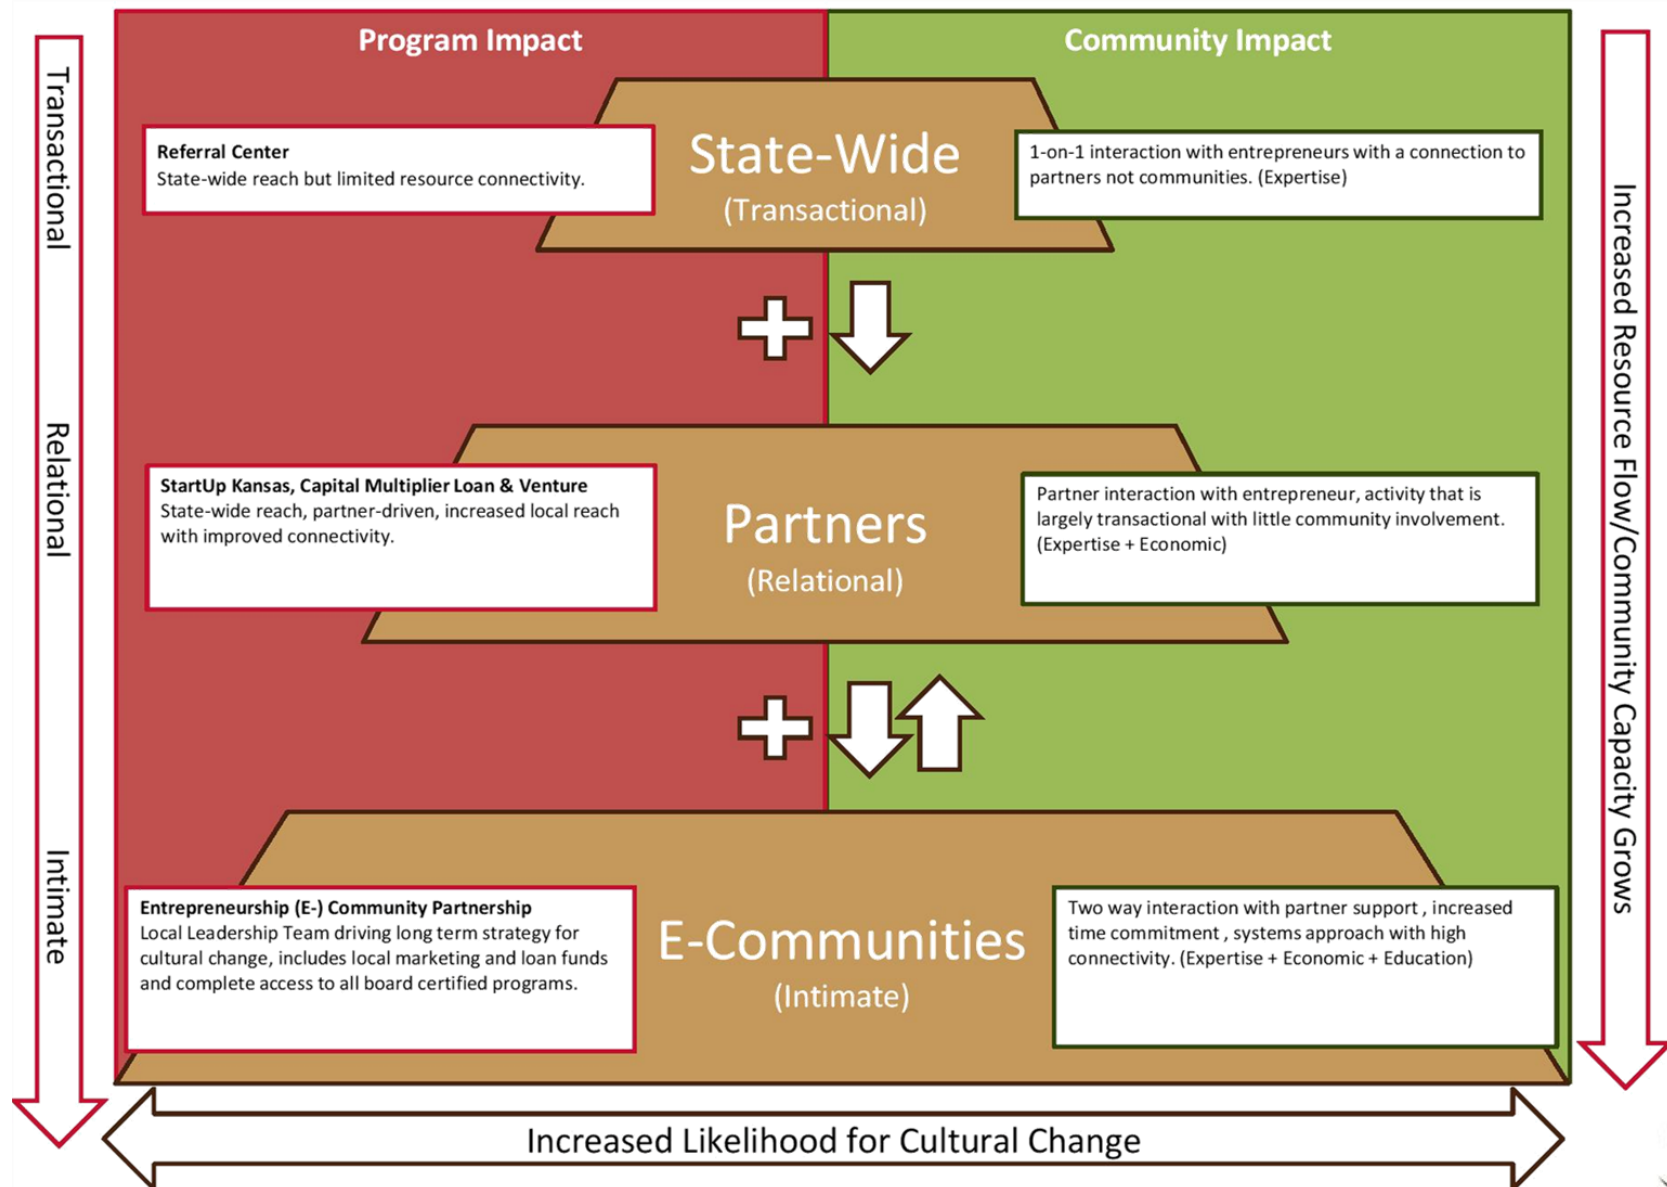 Program Impact
Community Impact
Transactional
Relational
Intimate
State-Wide
(Transactional)
Referral Center
State-wide reach but limited resource connectivity.
1-on-1 interaction with entrepreneurs with a connection to
partners not communities. (Expertise)
Partners
(Relational)
StartUp Kansas, Capital Multiplier Loan & Venture
State-wide reach, partner-driven, increased local reach
with improved connectivity.
Partner interaction with entrepreneur, activity that is
largely transactional with little community involvement.
(Expertise + Economic)
E-Communities
(Intimate)
Entrepreneurship (E-) Community Partnership
Local Leadership Team driving long term strategy for
cultural change, includes local marketing and loan funds
and complete access to all board certified programs.
Two way interaction with partner support , increased
time commitment , systems approach with high
connectivity. (Expertise + Economic + Education)
Increased Resource Flow/Community Capacity Grows
Increased Likelihood for Cultural Change